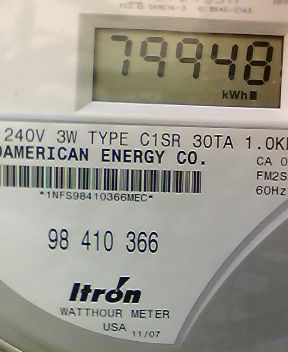 79948
kWh
240V 3W TYPE C1SR 30TA 1.0
AMERICAN ENERGY CO.
CA 0
FM2S
60Hz
*1NFS98410366MEC*
98 410 366
Itron
WATTHOUR METER
USA 11/07